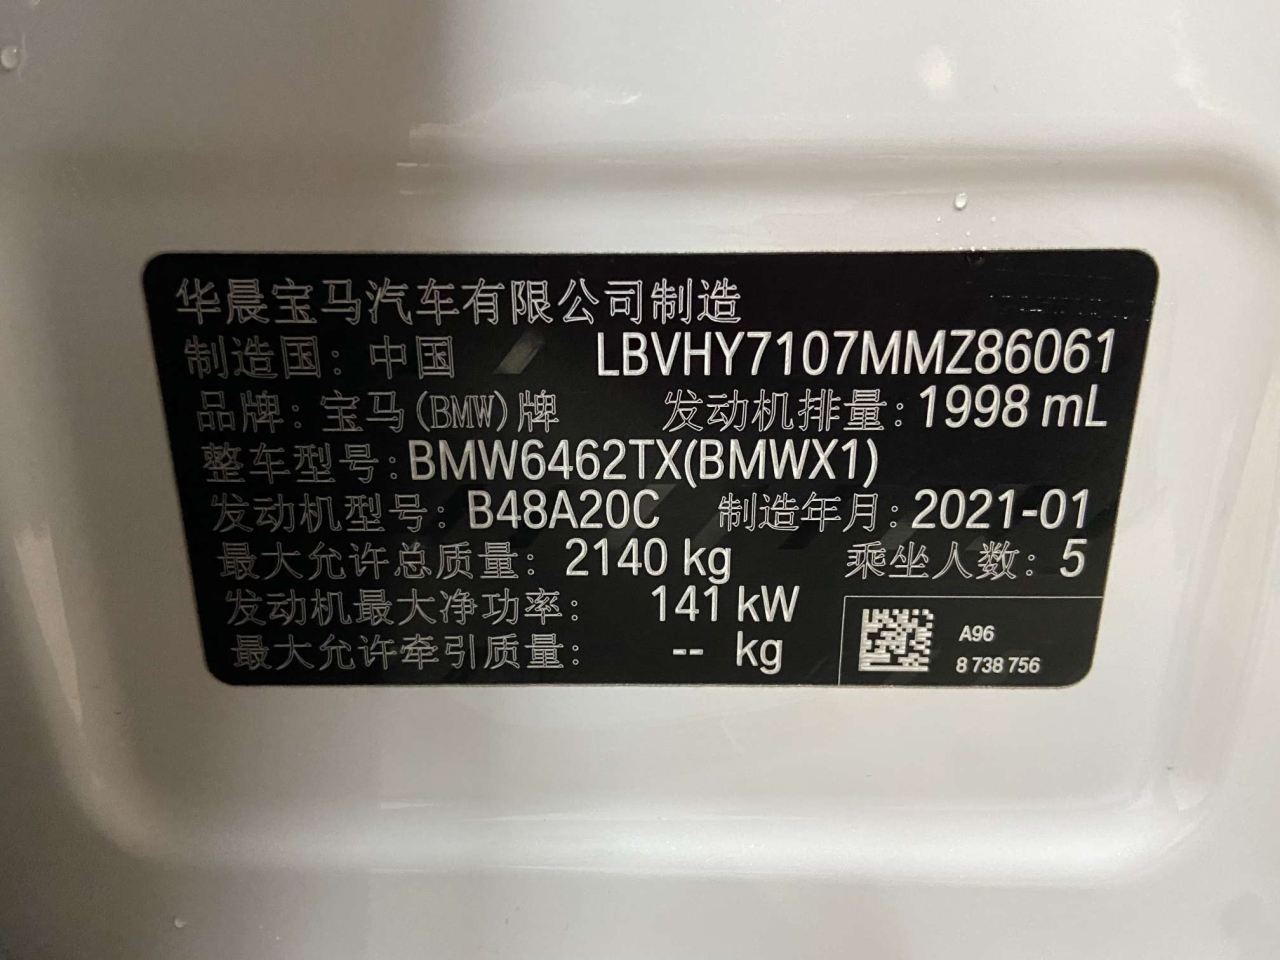 华晨宝马汽车有限公司制造
制造国：中国 LBVHY7107MMZ86061
品牌：宝马(BMW)牌 发动机排量：1998 mL
整车型号：BMW6462TX(BMWX1)
发动机型号：B48A20C 制造年月：2021-01
最大允许总质量：2140 kg 乘坐人数：5
发动机最大净功率： 141 kW
最大允许牵引质量： -- kg
A96
8 738 756